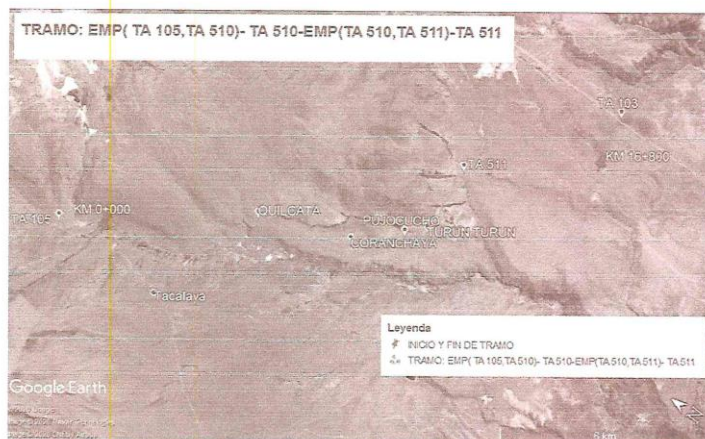 TRAMO: EMP( TA 105,TA 510)- TA 510-EMP(TA 510,TA 511)-TA 511
TA 103
KM 16+800
TA 511
TA 105
KM 0+000
QUILCATA
PUJUCUCHO
TURUN TURUN
CORANCHAYA
Tacalaya
Leyenda
INICIO Y FIN DE TRAMO
TRAMO: EMP( TA 105,TA 510)- TA 510-EMP(TA 510,TA 511)- TA 511
Google Earth
N
6 km